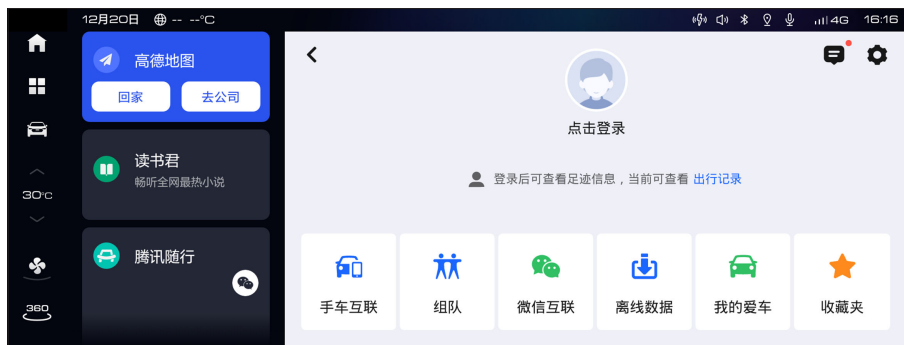 12月20日 -- --°C
4G 16:16
高德地图
回家 去公司
读书君
畅听全网最热小说
腾讯随行
30°C
360
点击登录
登录后可查看足迹信息，当前可查看 出行记录
手车互联 组队 微信互联 离线数据 我的爱车 收藏夹